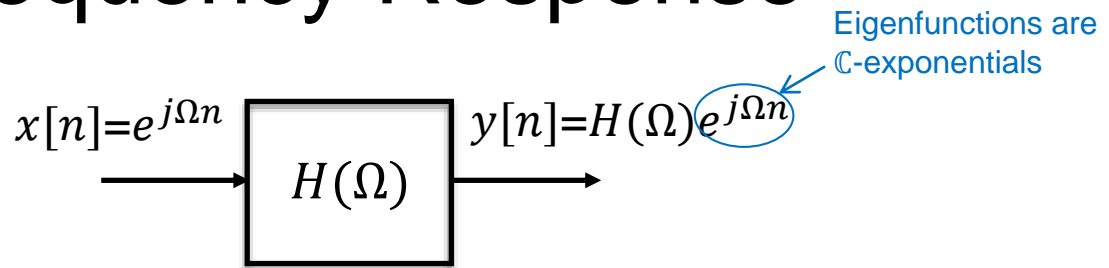 Eigenfunctions are
ℂ-exponentials
x[n]=e^{jΩn}
y[n]=H(Ω)e^{jΩn}
H(Ω)